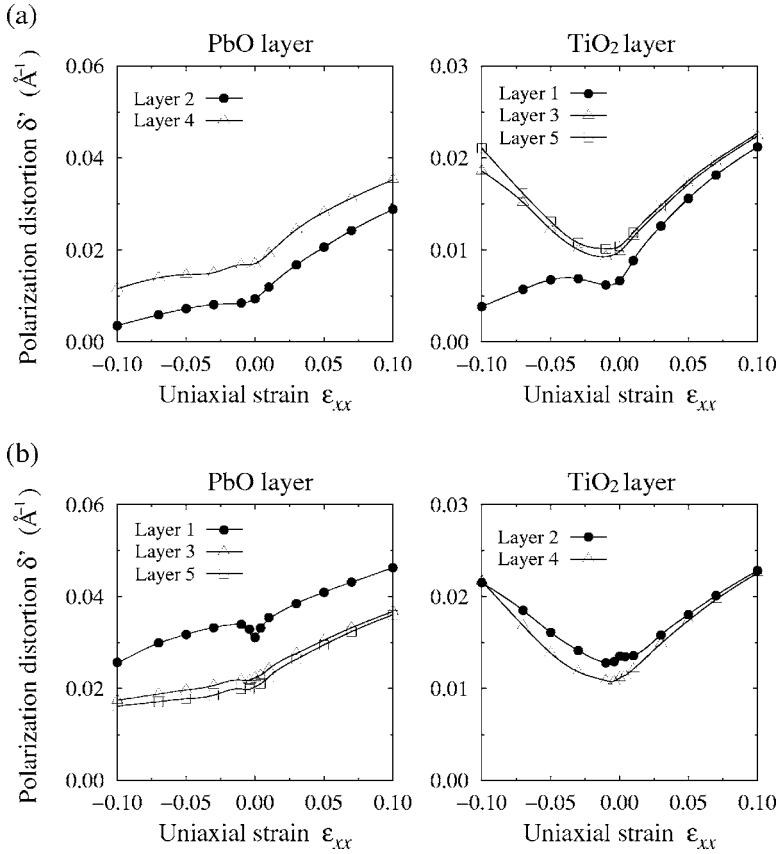 (a)
PbO layer
TiO₂ layer
Polarization distortion δ' (Å⁻¹)
0.06
0.04
0.02
0.00
Layer 2
Layer 4
−0.10 −0.05 0.00 0.05 0.10
Uniaxial strain εxx
0.03
0.02
0.01
0.00
Layer 1
Layer 3
Layer 5
−0.10 −0.05 0.00 0.05 0.10
Uniaxial strain εxx
(b)
PbO layer
TiO₂ layer
Polarization distortion δ' (Å⁻¹)
0.06
0.04
0.02
0.00
Layer 1
Layer 3
Layer 5
−0.10 −0.05 0.00 0.05 0.10
Uniaxial strain εxx
0.03
0.02
0.01
0.00
Layer 2
Layer 4
−0.10 −0.05 0.00 0.05 0.10
Uniaxial strain εxx